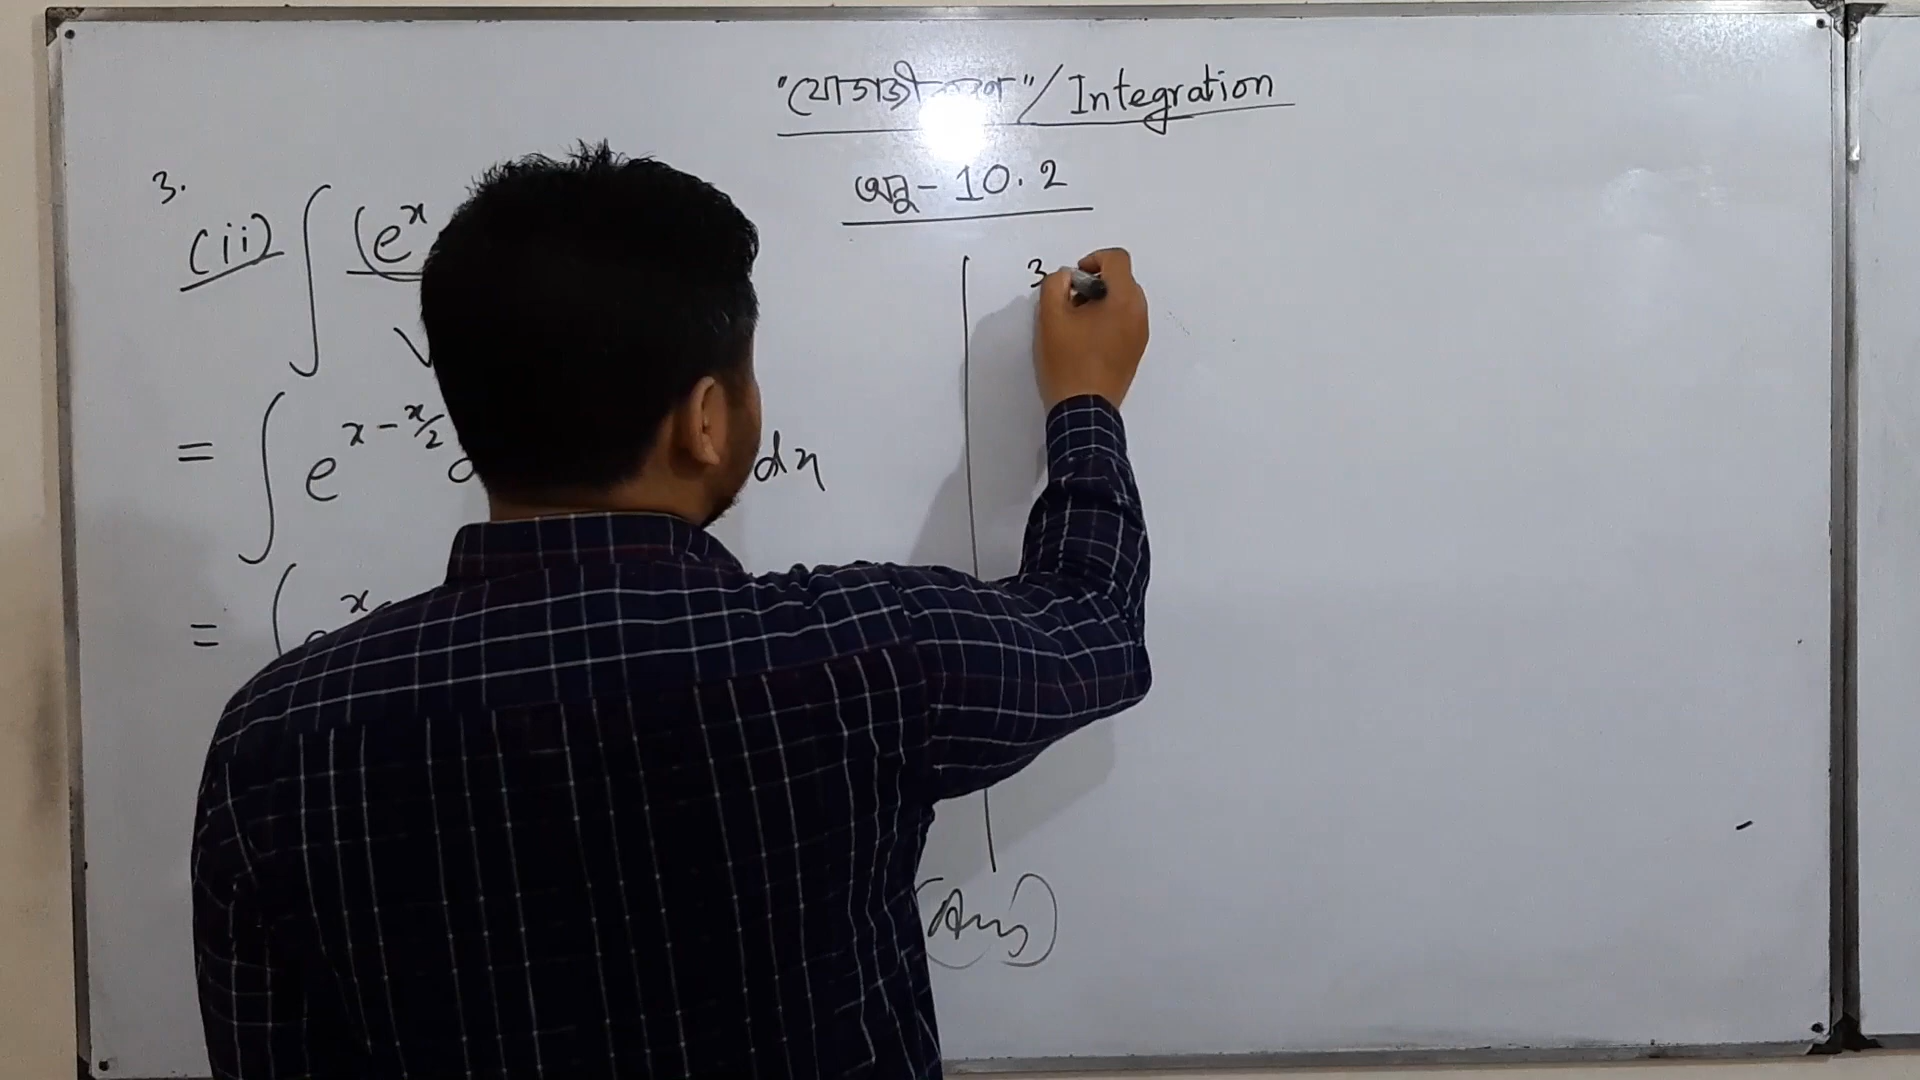 "যোগজীকরণ" / Integration
অনু - 10.2
3.
(ii) ∫ (e^x
√
= ∫ e^{x - x/2} d dx
= ∫ e^x
(Ans)
3